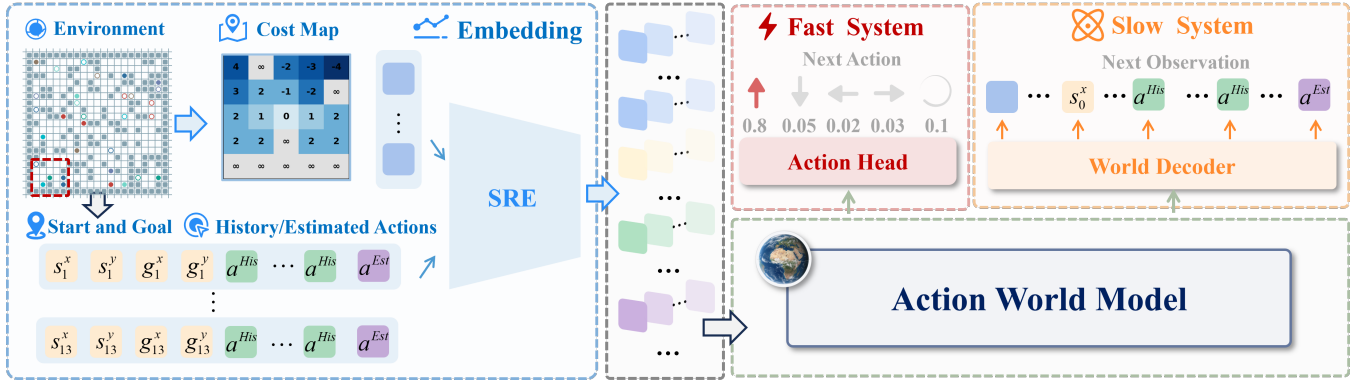 Environment
Cost Map
Embedding
4 ∞ -2 -3 -4
3 2 -1 -2 ∞
2 1 0 1 2
2 2 ∞ 2 2
∞ ∞ ∞ ∞ ∞
⋮
SRE
Start and Goal
History/Estimated Actions
s₁ˣ s₁ʸ g₁ˣ g₁ʸ aᴴⁱˢ ⋯ aᴴⁱˢ aᴱˢᵗ
⋮
s₁₃ˣ s₁₃ʸ g₁₃ˣ g₁₃ʸ aᴴⁱˢ ⋯ aᴴⁱˢ aᴱˢᵗ
Fast System
Next Action
0.8 0.05 0.02 0.03 0.1
Action Head
Slow System
Next Observation
⋯ s₀ˣ ⋯ aᴴⁱˢ ⋯ aᴴⁱˢ ⋯ aᴱˢᵗ
World Decoder
Action World Model